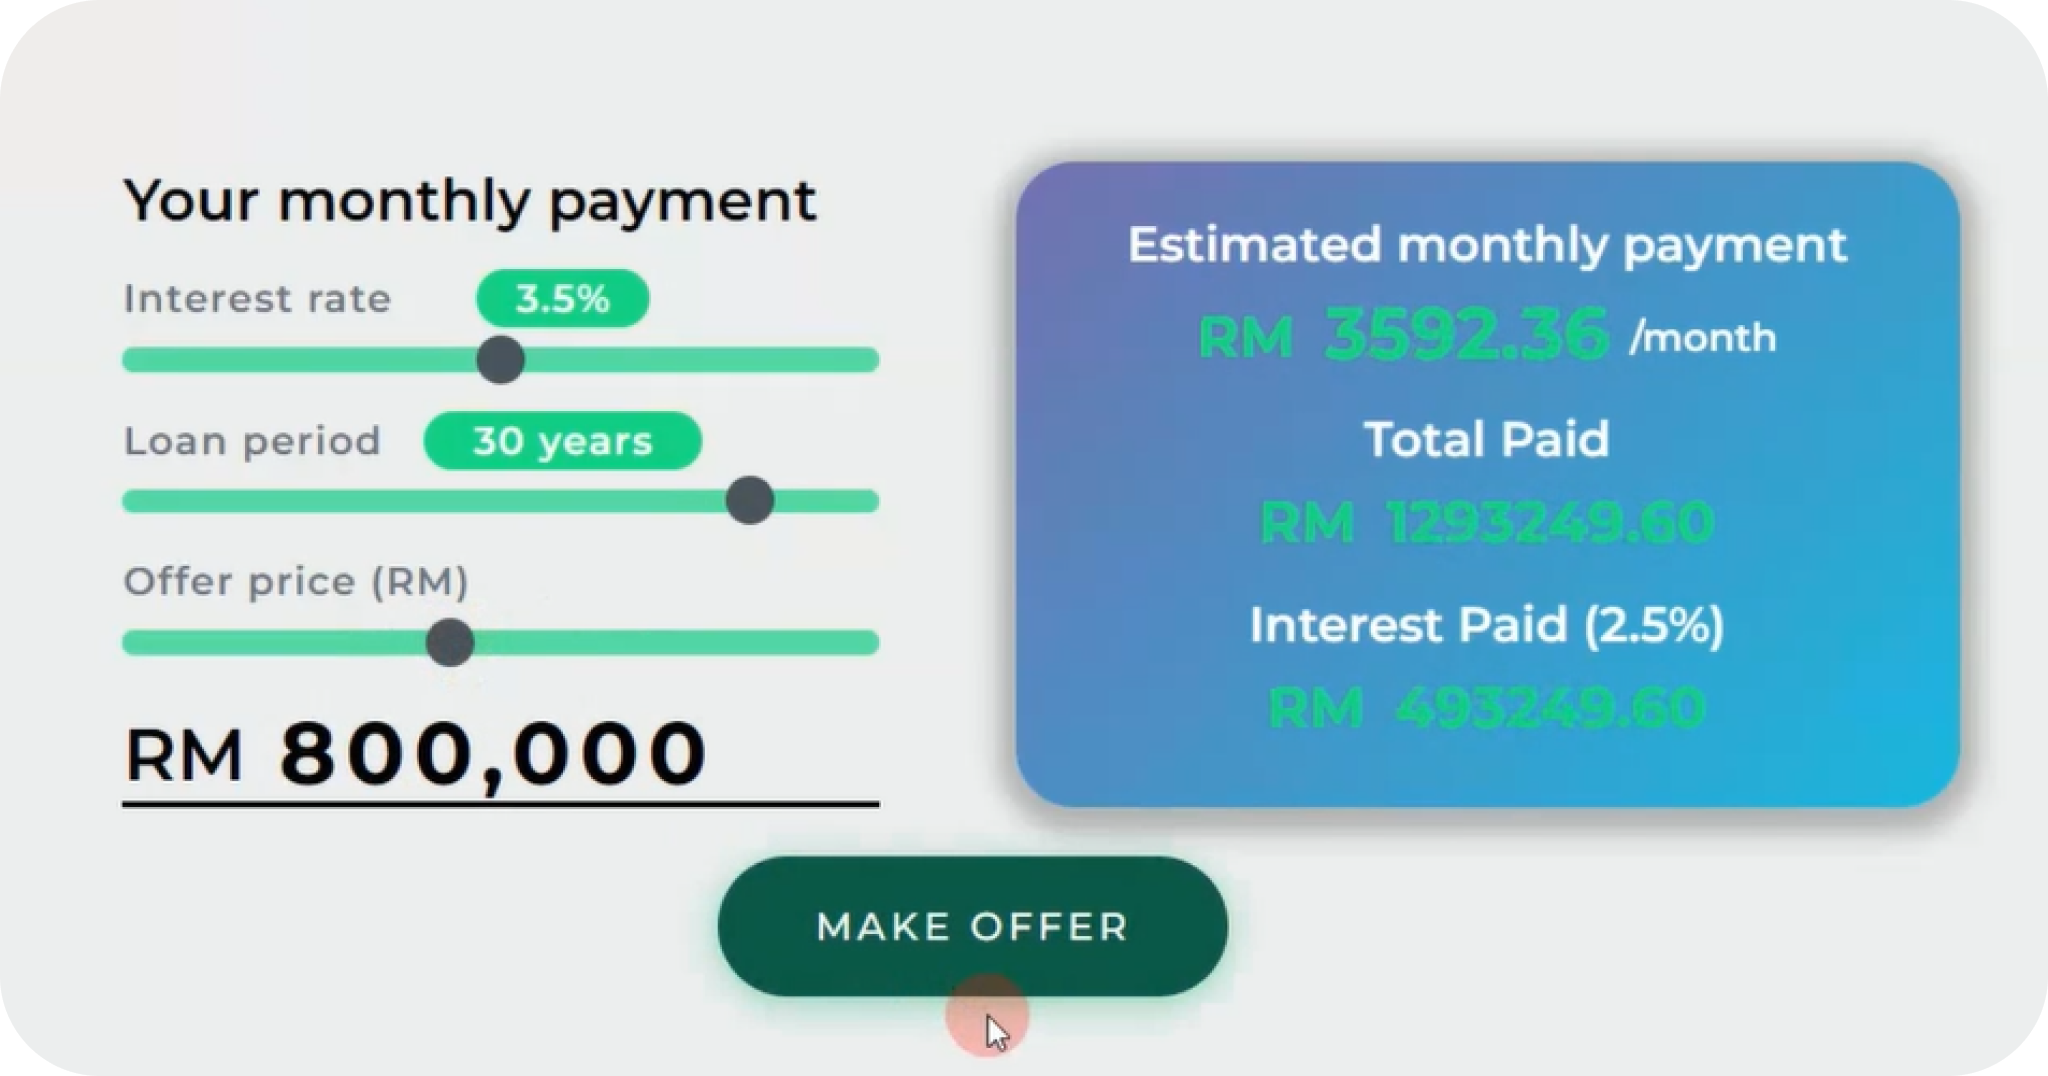 Your monthly payment
Interest rate 3.5%
Loan period 30 years
Offer price (RM)
RM 800,000
Estimated monthly payment
RM 3592.36 /month
Total Paid
RM 1293249.60
Interest Paid (2.5%)
RM 493249.60
MAKE OFFER